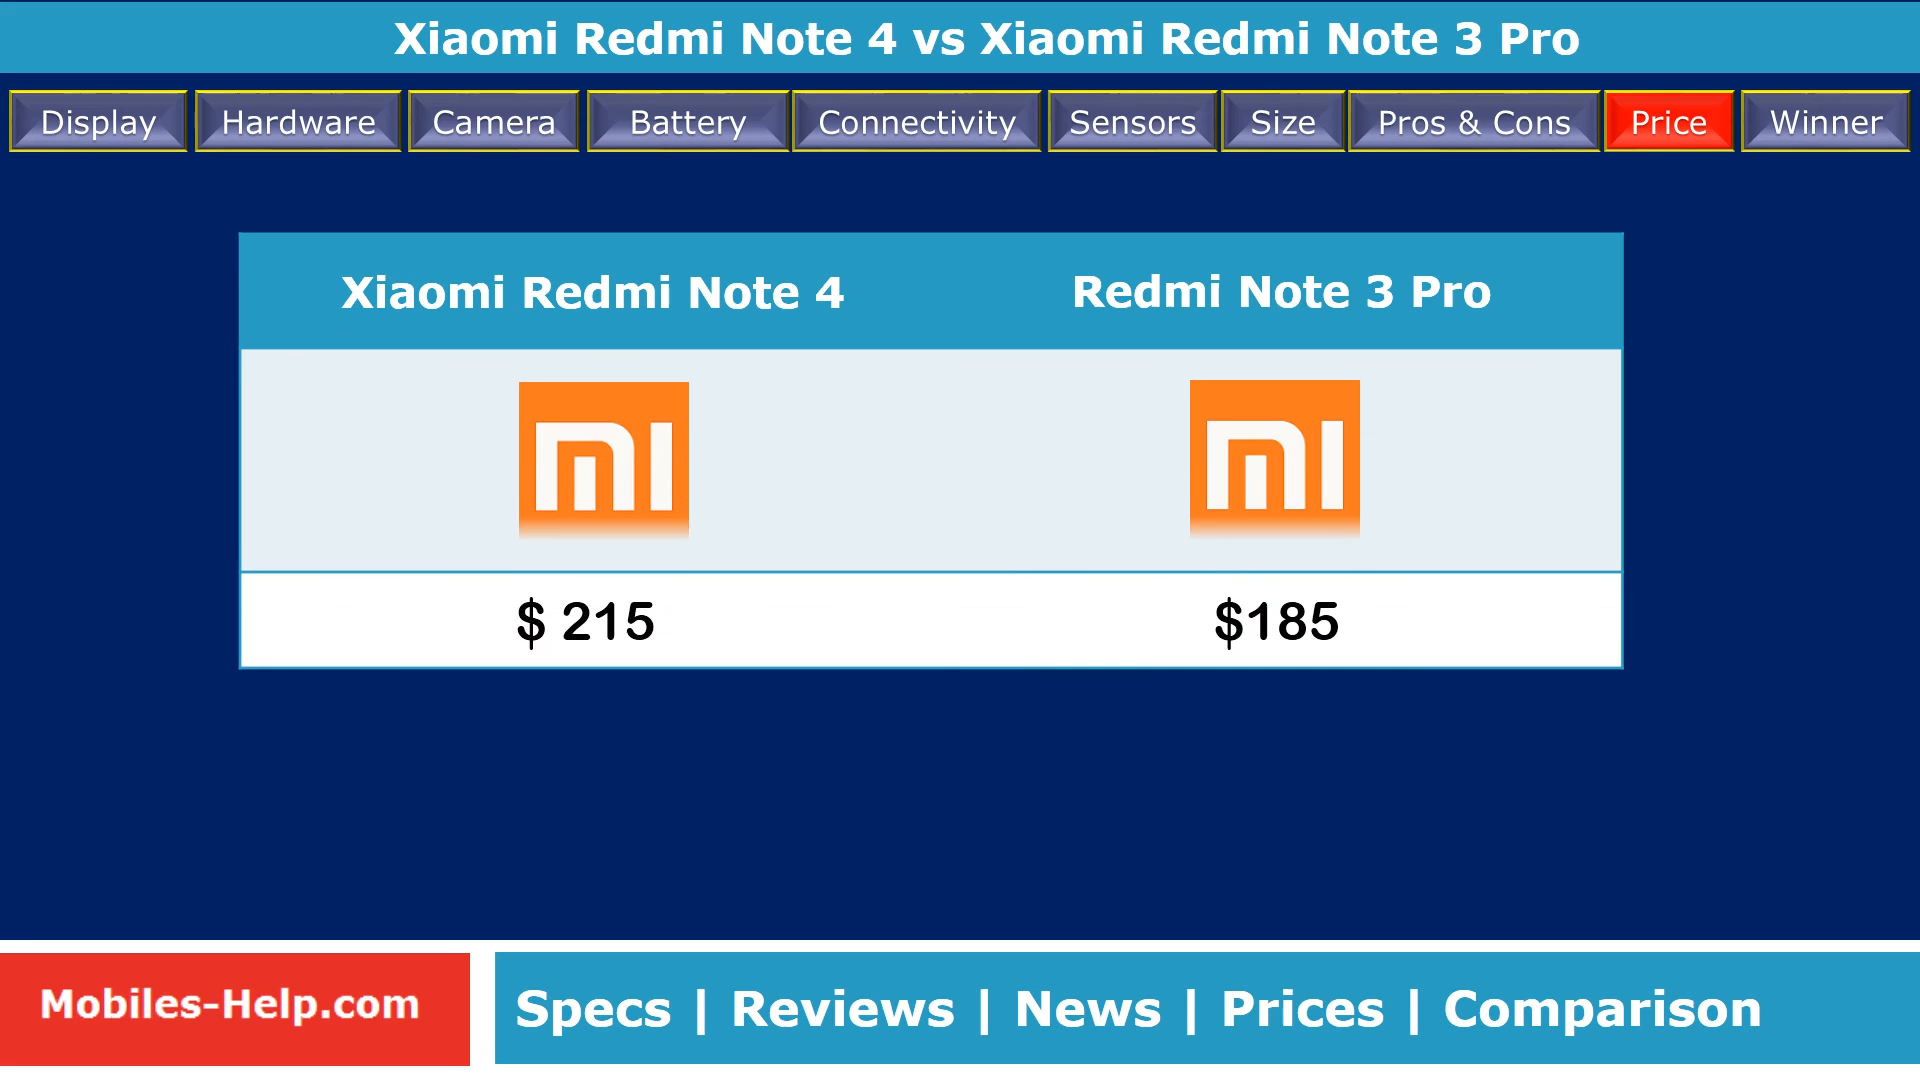 Xiaomi Redmi Note 4 vs Xiaomi Redmi Note 3 Pro
Display Hardware Camera Battery Connectivity Sensors Size Pros & Cons Price Winner
Xiaomi Redmi Note 4 Redmi Note 3 Pro
mi mi
$ 215 $185
Mobiles-Help.com Specs | Reviews | News | Prices | Comparison